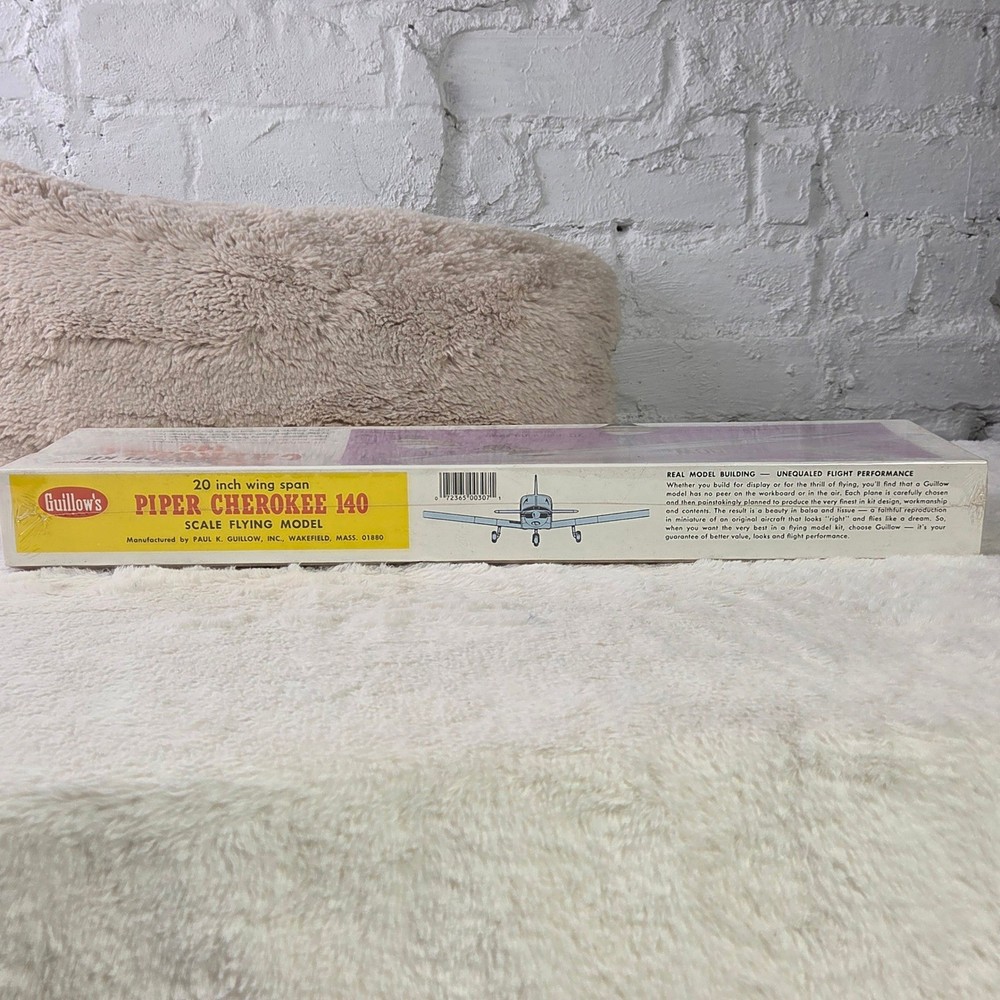 Guillow's
20 inch wing span
PIPER CHEROKEE 140
SCALE FLYING MODEL
Manufactured by PAUL K. GUILLOW, INC., WAKEFIELD, MASS. 01880
0 72365 00307 1
REAL MODEL BUILDING — UNEQUALED FLIGHT PERFORMANCE
Whether you build for display or for the thrill of flying, you'll find that a Guillow
model has no peer on the workboard or in the air. Each plane is carefully chosen
and then painstakingly planned to produce the very finest in kit design, workmanship
and contents. The result is a beauty in balsa and tissue — a faithful reproduction
in miniature of an original aircraft that looks "right" and flies like a dream. So,
when you want the very best in a flying model kit, choose Guillow — it's your
guarantee of better value, looks and flight performance.